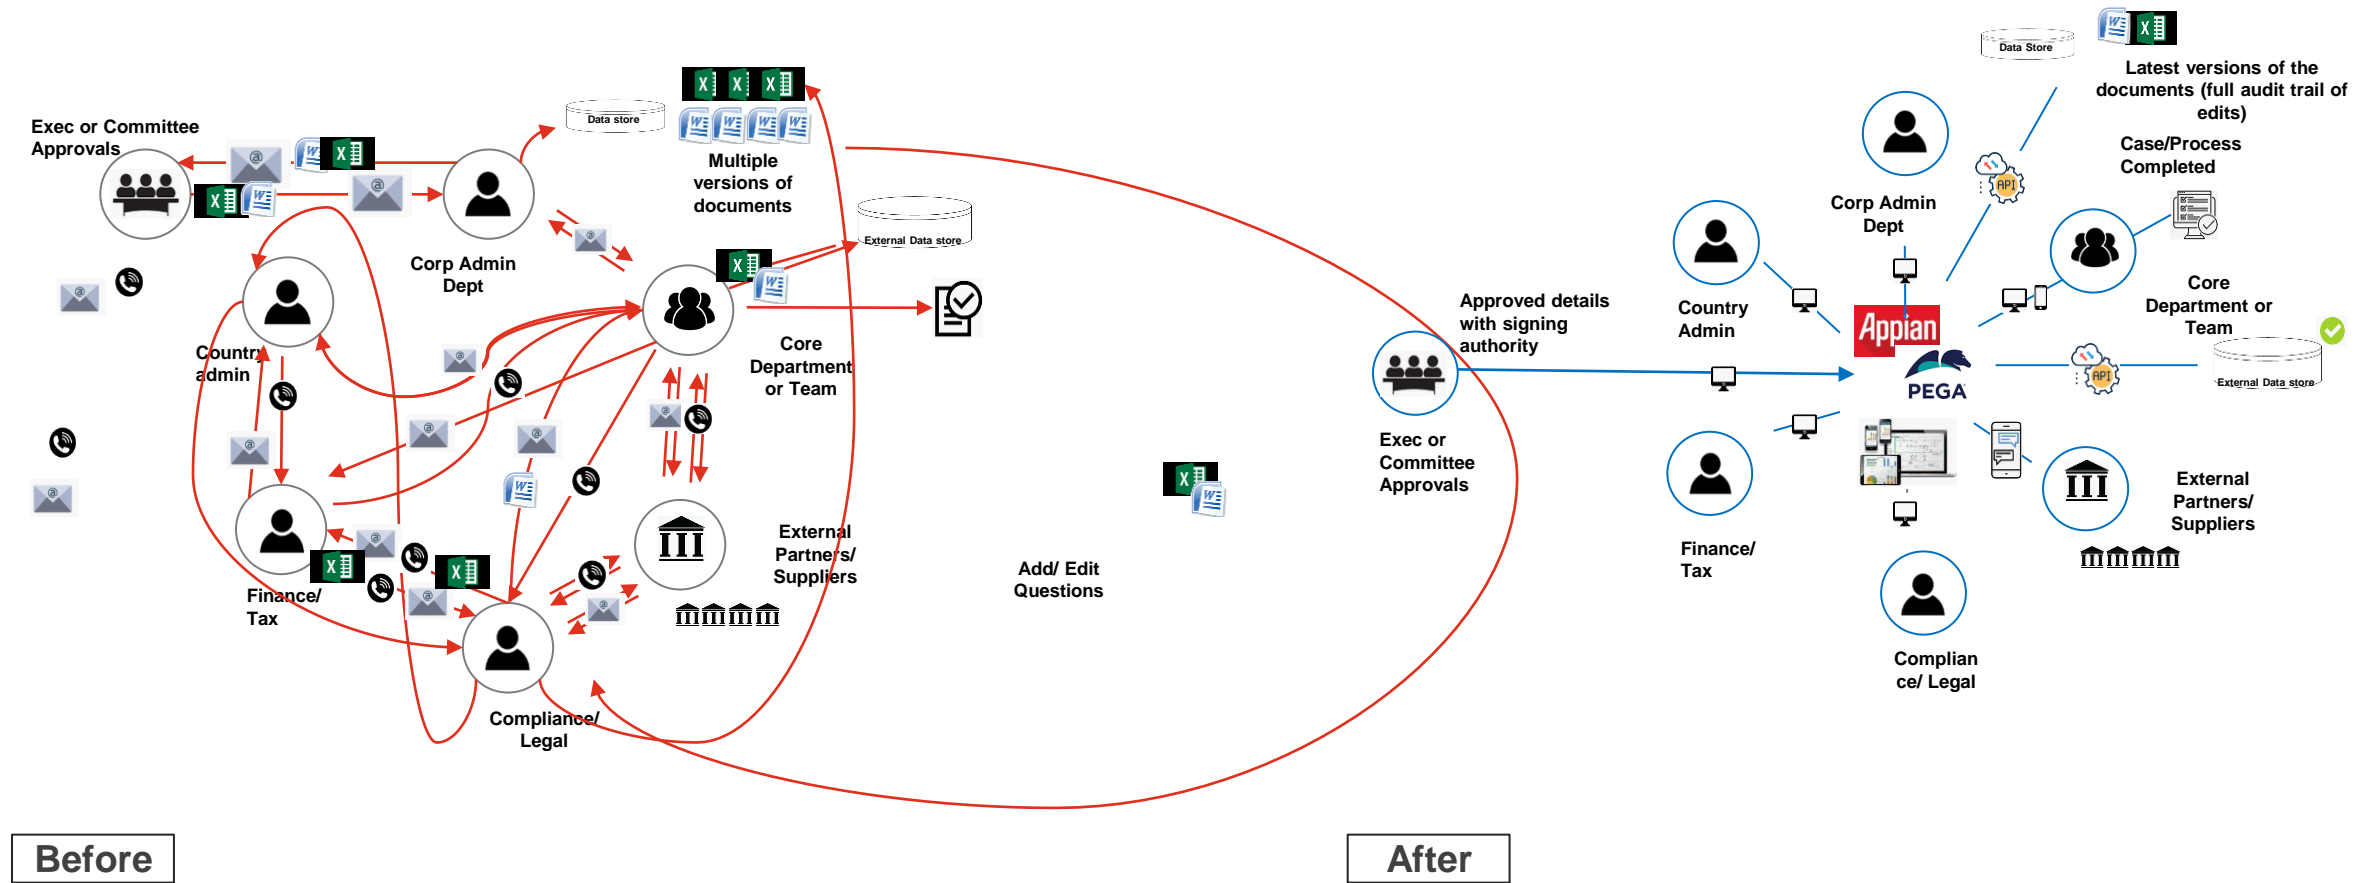 Exec or Committee
Approvals
Data store
Multiple
versions of
documents
External Data store
Corp Admin
Dept
Country
admin
Core
Department
or Team
Finance/
Tax
External
Partners/
Suppliers
Compliance/
Legal
Add/ Edit
Questions
Before
Data Store
Latest versions of the
documents (full audit trail of
edits)
Case/Process
Completed
API
Corp Admin
Dept
Country
Admin
Core
Department or
Team
Approved details
with signing
authority
Appian
PEGA
API
External Data store
Exec or
Committee
Approvals
Finance/
Tax
External
Partners/
Suppliers
Complian
ce/ Legal
After